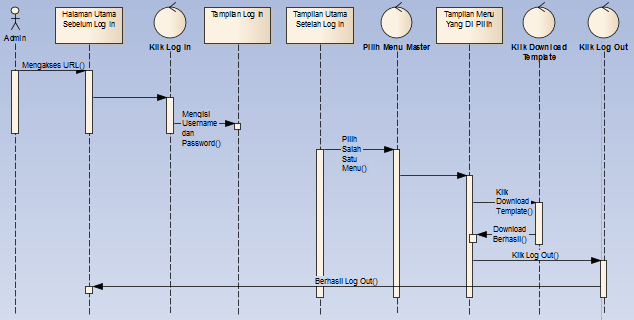 Halaman Utama
Sebelum Log In
Tampilan Log In
Tampilan Utama
Setelah Log In
Tampilan Menu
Yang Di Pilih
Admin
Klik Log In
Pilih Menu Master
Klik Download
Template
Klik Log Out
Mengakses URL()
Mengisi
Username
dan
Password()
Pilih
Salah
Satu
Menu()
Klik
Download
Template()
Download
Berhasil()
Klik Log Out()
Berhasil Log Out()